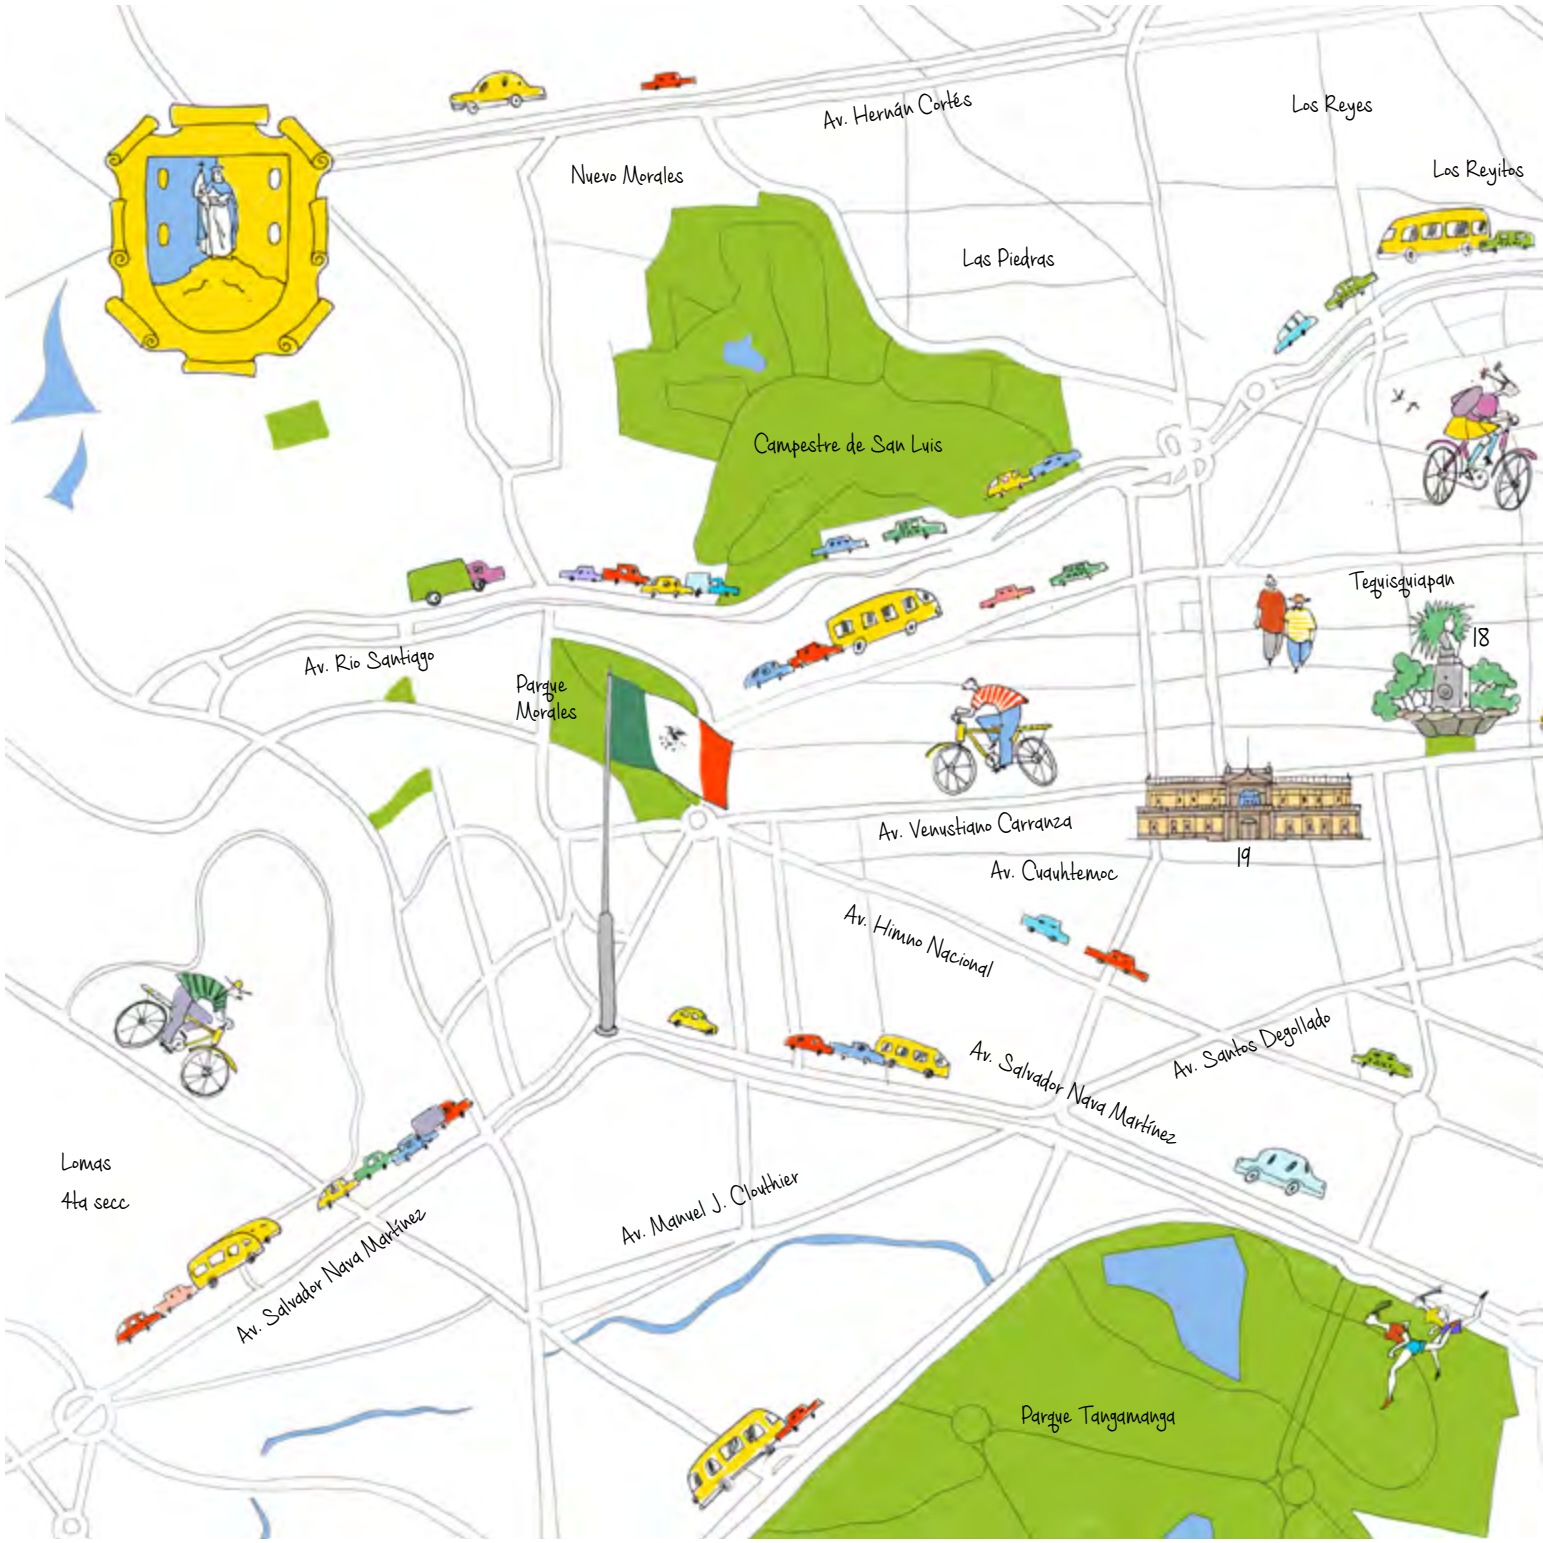 Av. Hernán Cortés
Los Reyes
Nuevo Morales
Los Reyitos
Las Piedras
Campestre de San Luis
Tequisquiapan
18
Av. Rio Santiago
Parque
Morales
Av. Venustiano Carranza
19
Av. Cuauhtemoc
Av. Himno Nacional
Av. Santos Degollado
Av. Salvador Nava Martínez
Lomas
4ta secc
Av. Manuel J. Clouthier
Av. Salvador Nava Martínez
Parque Tangamanga